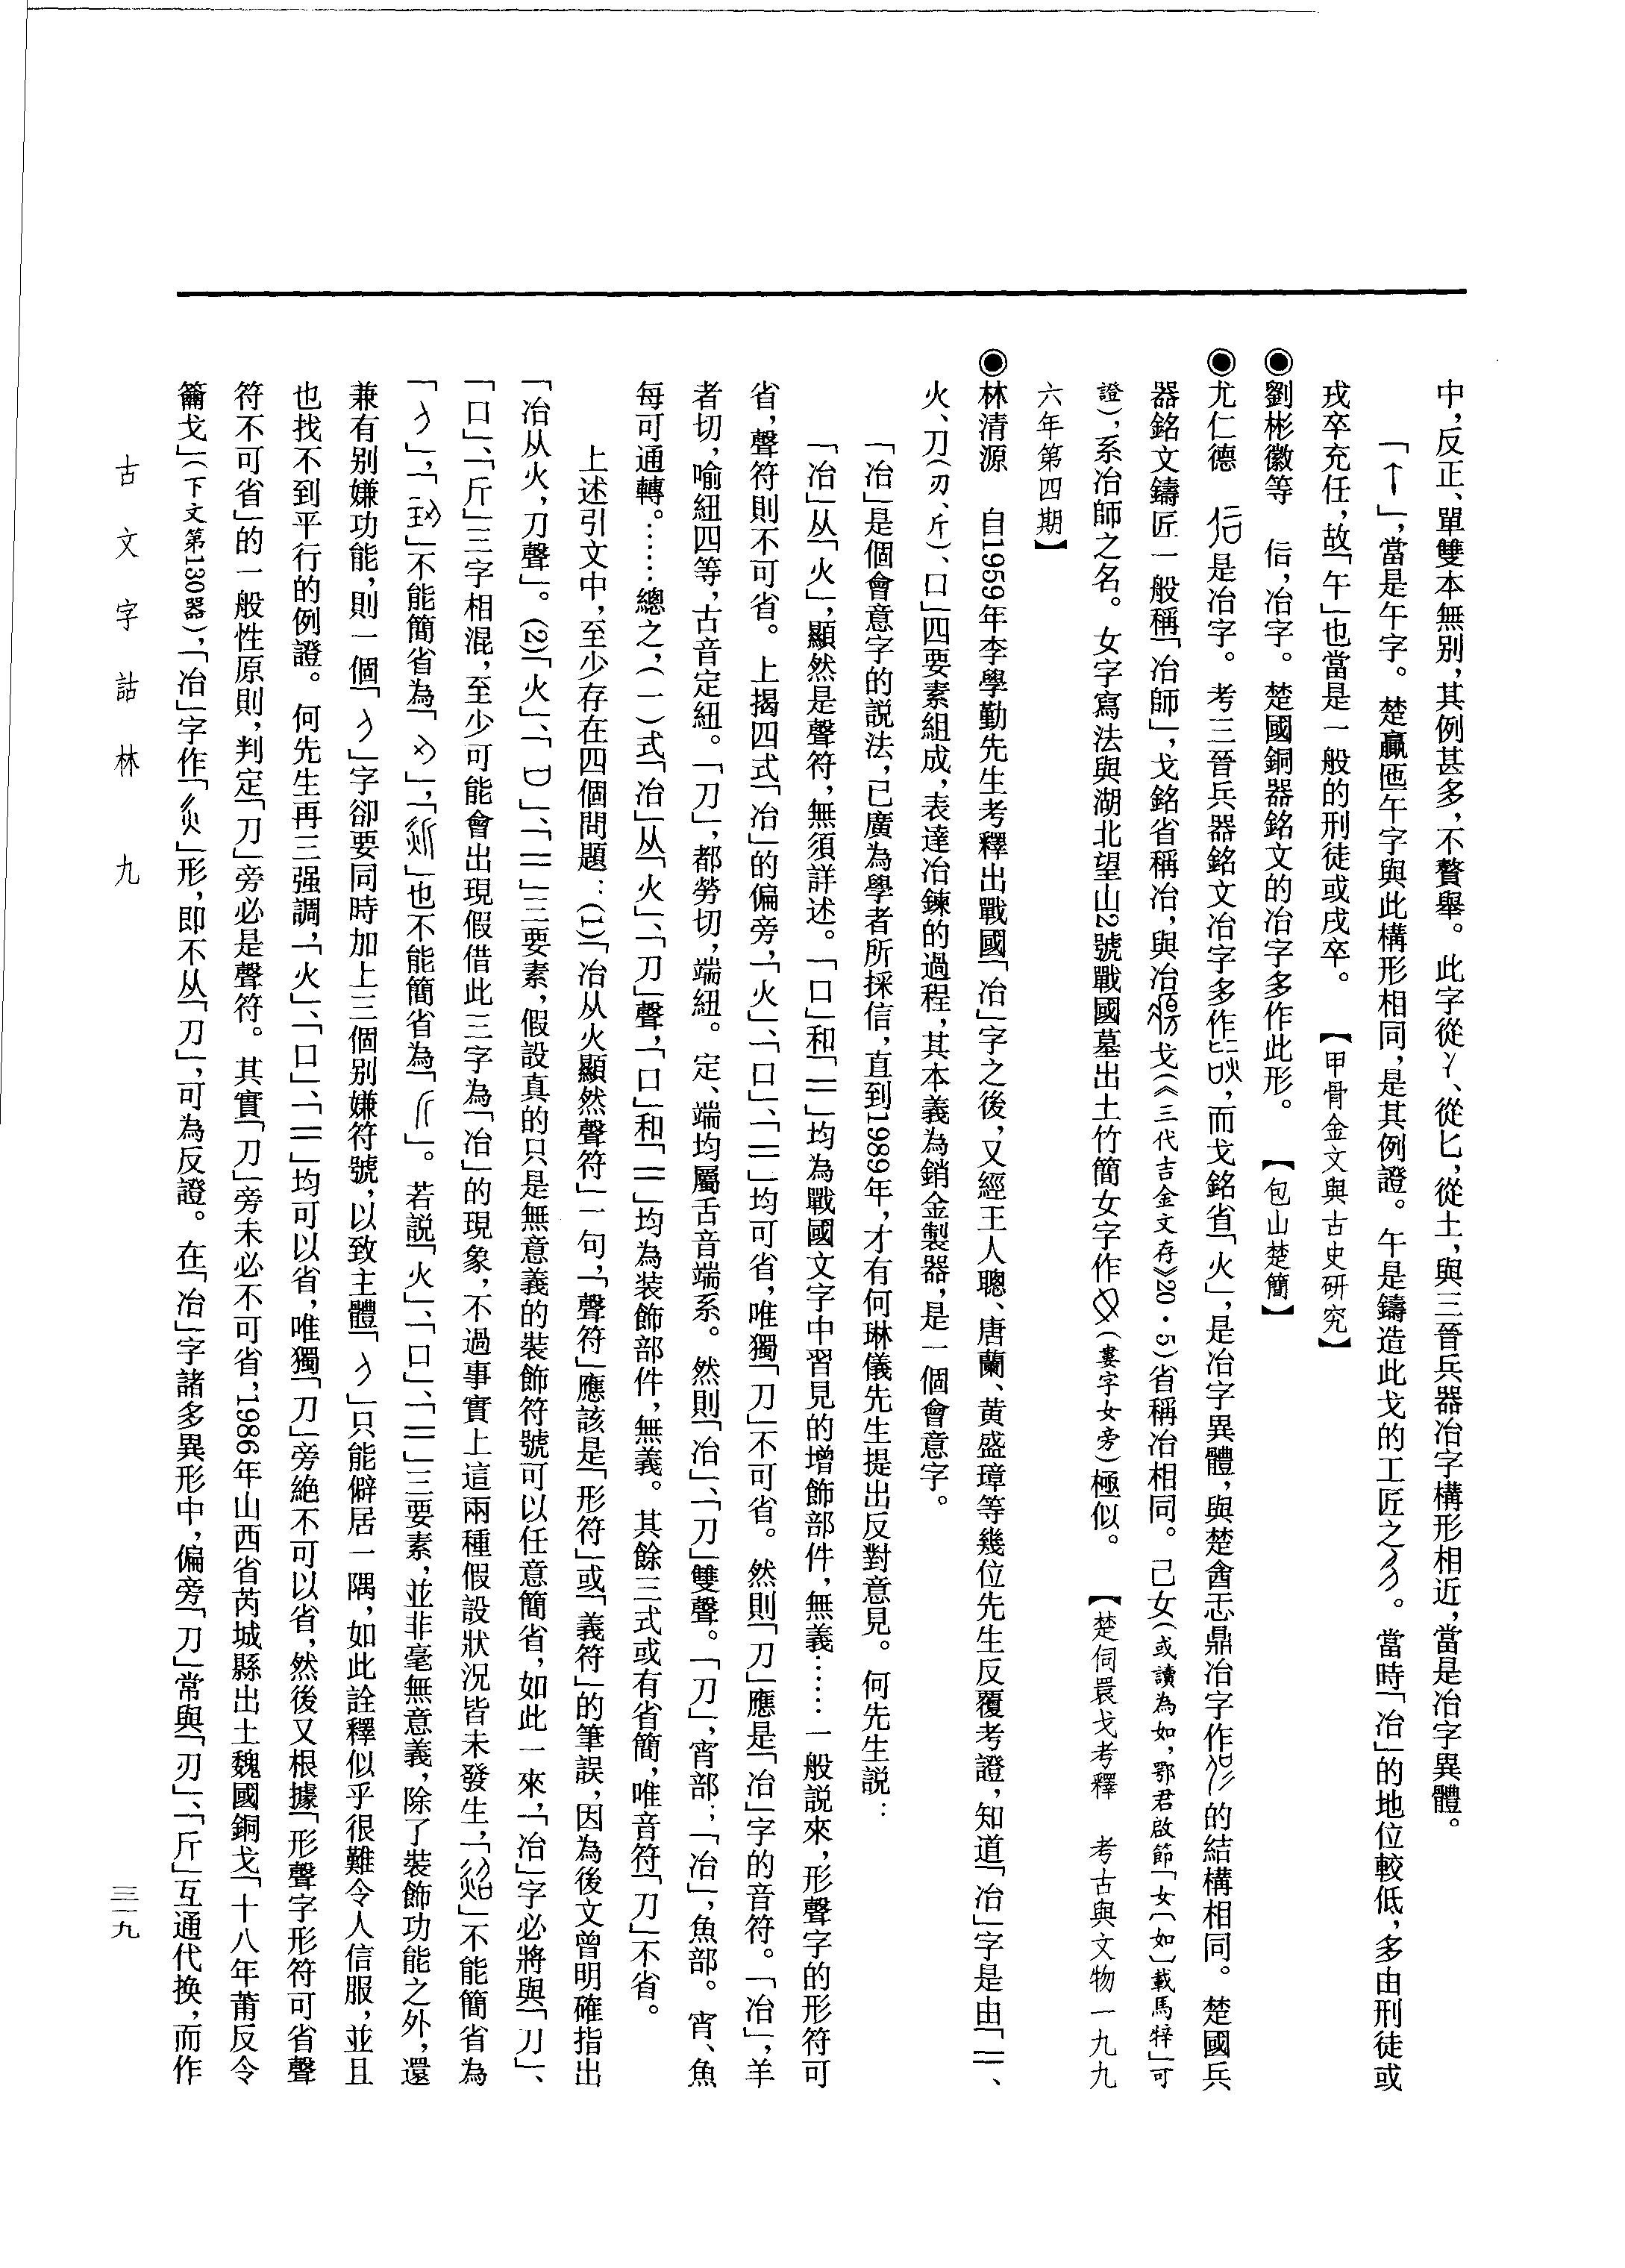 中，反正、單雙本無別，其例甚多，不贅舉。此字從丫、從匕，從土，與三晉兵器冶字構形相近，當是冶字異體。
「」，當是午字。楚嬴匜午字與此構形相同，是其例證。午是鑄造此戈的工匠之名。當時「冶」的地位較低，多由刑徒或
戎卒充任，故「午」也當是一般的刑徒或戍卒。　【甲骨金文與古史研究】
◉劉彬徽等　，冶字。楚國銅器銘文的冶字多作此形。　【包山楚簡】
◉尤仁德　是冶字。考三晉兵器銘文冶字多作，而戈銘省「火」，是冶字異體，與楚酓忎鼎冶字作的結構相同。楚國兵
器銘文鑄匠一般稱「冶師」，戈銘省稱冶，與冶戈（《三代吉金文存》20·5）省稱冶相同。己女（或讀為如，鄂君啟節「女〔如〕載馬牸」可
證），系冶師之名。女字寫法與湖北望山2號戰國墓出土竹簡女字作（婁字女旁）極似。　【楚伺睘戈考釋　考古與文物一九九
六年第四期】
◉林清源　自1959年李學勤先生考釋出戰國「冶」字之後，又經王人聰、唐蘭、黃盛璋等幾位先生反覆考證，知道「冶」字是由「二、
火、刀（刃、斤）、口」四要素組成，表達冶鍊的過程，其本義為銷金製器，是一個會意字。
「冶」是個會意字的説法，已廣為學者所採信，直到1989年，才有何琳儀先生提出反對意見。何先生説：
「冶」从「火」，顯然是聲符，無須詳述。「口」和「二」均為戰國文字中習見的增飾部件，無義……一般説來，形聲字的形符可
省，聲符則不可省。上揭四式「冶」的偏旁，「火」、「口」、「二」均可省，唯獨「刀」不可省。然則「刀」應是「冶」字的音符。「冶」，羊
者切，喻紐四等，古音定紐。「刀」，都勞切，端紐。定、端均屬舌音端系。然則「冶」、「刀」雙聲。「刀」，宵部；「冶」，魚部。宵、魚
每可通轉。……總之，（一）式「冶」从「火」、「刀」聲，「口」和「二」均為裝飾部件，無義。其餘三式或有省簡，唯音符「刀」不省。
上述引文中，至少存在四個問題：(1)「冶从火顯然聲符」一句，「聲符」應該是「形符」或「義符」的筆誤，因為後文曾明確指出
「冶从火，刀聲」。(2)「火」、「口」、「二」三要素，假設真的只是無意義的裝飾符號可以任意簡省，如此一來，「冶」字必將與「刀」、
「口」、「斤」三字相混，至少可能會出現假借此三字為「冶」的現象，不過事實上這兩種假設狀況皆未發生，「」不能簡省為
「」，「」不能簡省為「」，「」也不能簡省為「」。若説「火」、「口」、「二」三要素，並非毫無意義，除了裝飾功能之外，還
兼有別嫌功能，則一個「」字卻要同時加上三個別嫌符號，以致主體「」只能僻居一隅，如此詮釋似乎很難令人信服，並且
也找不到平行的例證。何先生再三强調，「火」、「口」、「二」均可以省，唯獨「刀」旁絶不可以省，然後又根據「形聲字形符可省聲
符不可省」的一般性原則，判定「刀」旁必是聲符。其實「刀」旁未必不可省，1986年山西省芮城縣出土魏國銅戈「十八年莆反令
籥戈」（下文第130器），「冶」字作「」形，即不从「刀」，可為反證。在「冶」字諸多異形中，偏旁「刀」常與「刃」、「斤」互通代換，而作
古文字詁林　九
三一九